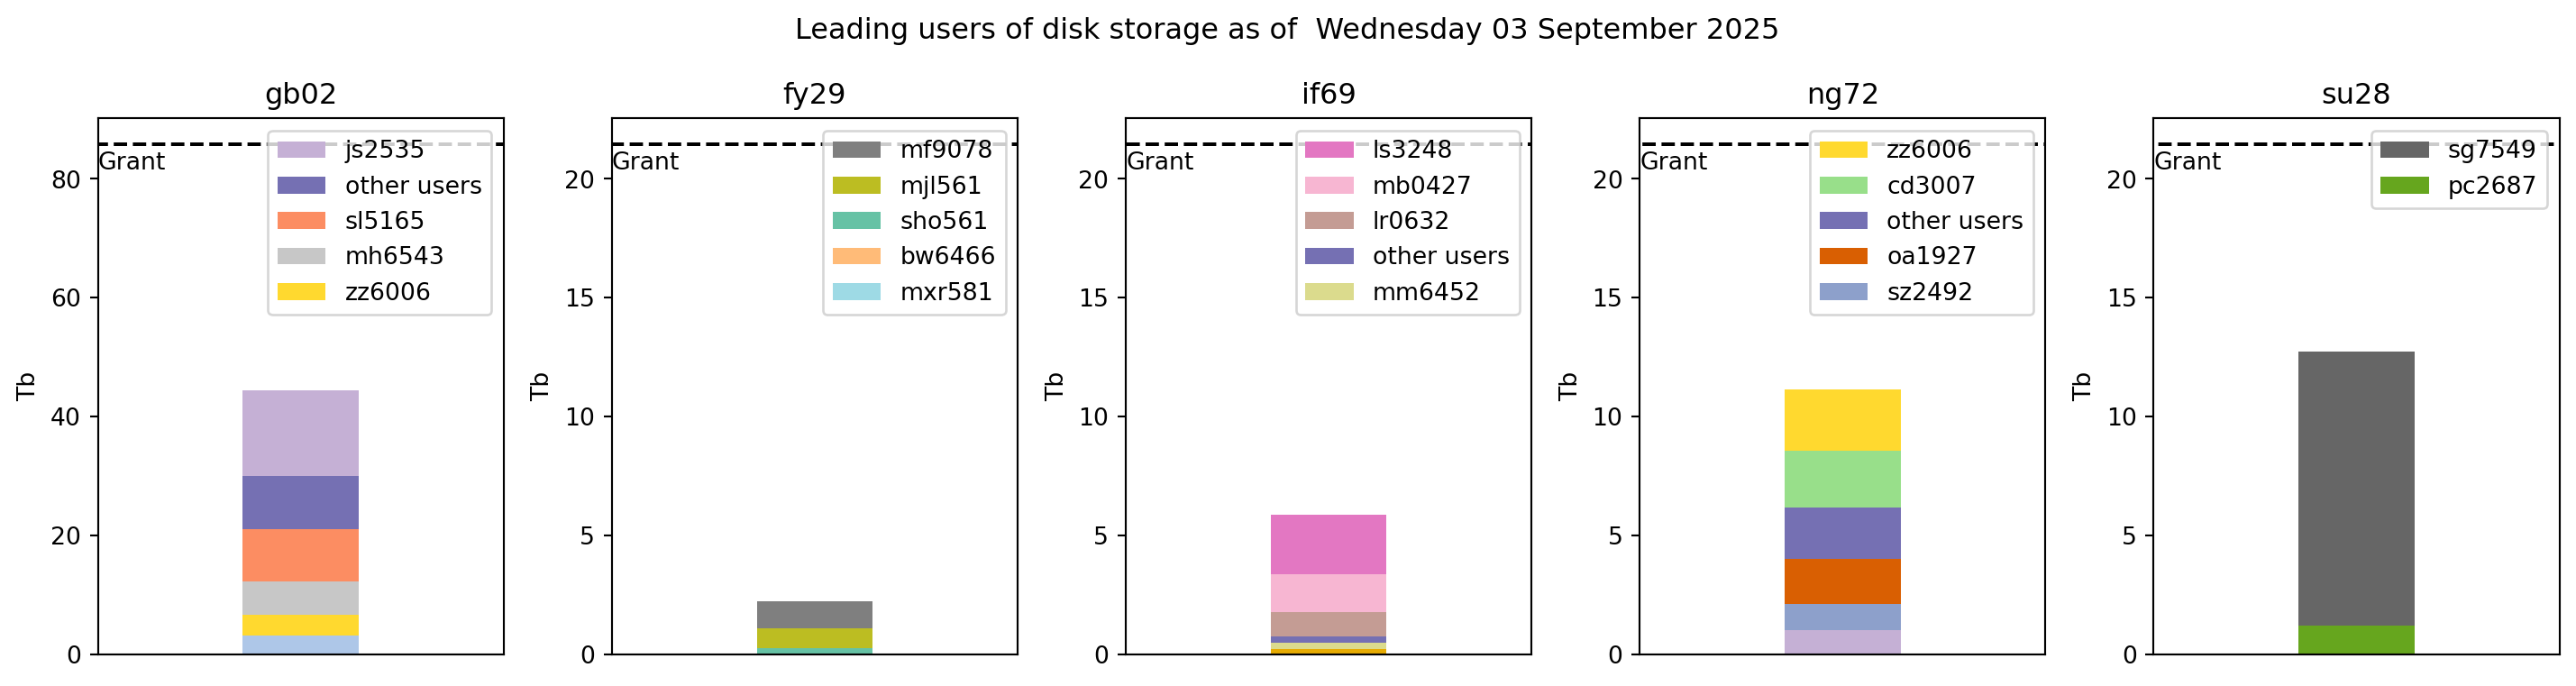 Leading users of disk storage as of  Wednesday 03 September 2025
gb02
Tb
80
60
40
20
0
Grant
js2535
other users
sl5165
mh6543
zz6006
fy29
Tb
20
15
10
5
0
Grant
mf9078
mjl561
sho561
bw6466
mxr581
if69
Tb
20
15
10
5
0
Grant
ls3248
mb0427
lr0632
other users
mm6452
ng72
Tb
20
15
10
5
0
Grant
zz6006
cd3007
other users
oa1927
sz2492
su28
Tb
20
15
10
5
0
Grant
sg7549
pc2687